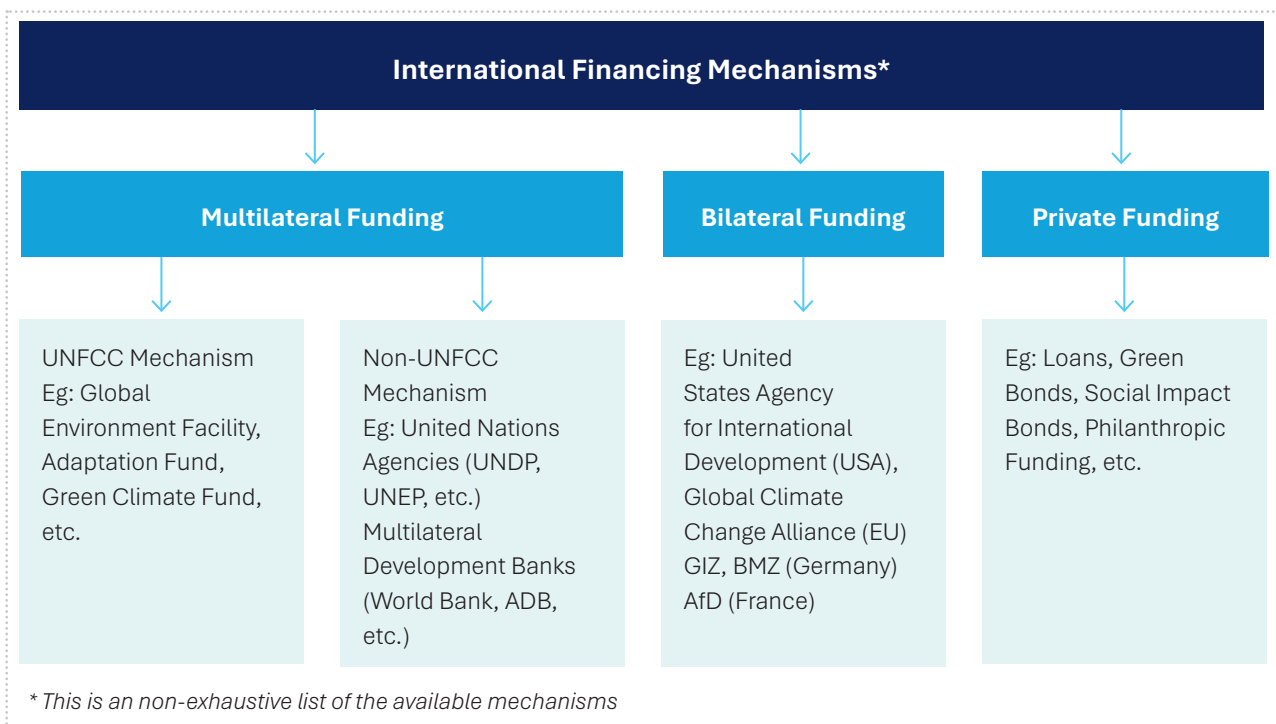 International Financing Mechanisms*
Multilateral Funding
Bilateral Funding
Private Funding
UNFCC Mechanism
Eg: Global
Environment Facility,
Adaptation Fund,
Green Climate Fund,
etc.
Non-UNFCC
Mechanism
Eg: United Nations
Agencies (UNDP,
UNEP, etc.)
Multilateral
Development Banks
(World Bank, ADB,
etc.)
Eg: United
States Agency
for International
Development (USA),
Global Climate
Change Alliance (EU)
GIZ, BMZ (Germany)
AfD (France)
Eg: Loans, Green
Bonds, Social Impact
Bonds, Philanthropic
Funding, etc.
* This is an non-exhaustive list of the available mechanisms